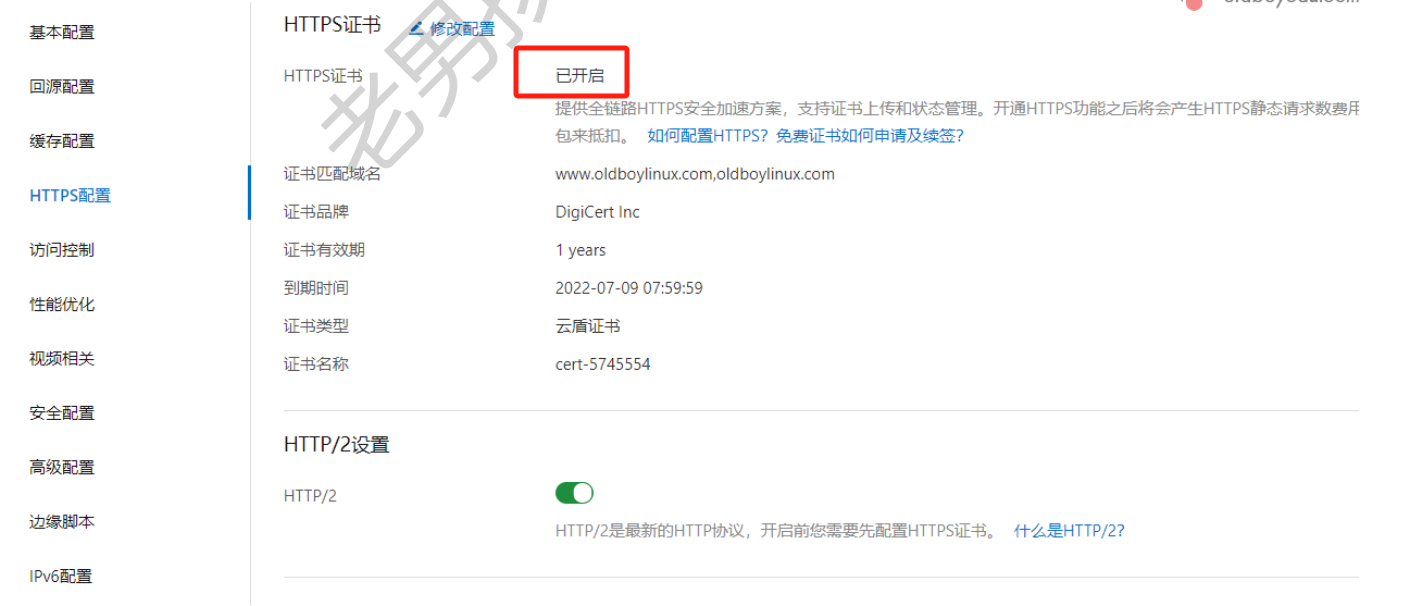 基本配置
回源配置
缓存配置
HTTPS配置
访问控制
性能优化
视频相关
安全配置
高级配置
边缘脚本
IPv6配置
HTTPS证书 修改配置
HTTPS证书 已开启
提供全链路HTTPS安全加速方案，支持证书上传和状态管理。开通HTTPS功能之后将会产生HTTPS静态请求数费用
包来抵扣。 如何配置HTTPS? 免费证书如何申请及续签?
证书匹配域名 www.oldboylinux.com,oldboylinux.com
证书品牌 DigiCert Inc
证书有效期 1 years
到期时间 2022-07-09 07:59:59
证书类型 云盾证书
证书名称 cert-5745554
HTTP/2设置
HTTP/2
HTTP/2是最新的HTTP协议，开启前您需要先配置HTTPS证书。 什么是HTTP/2?
老男